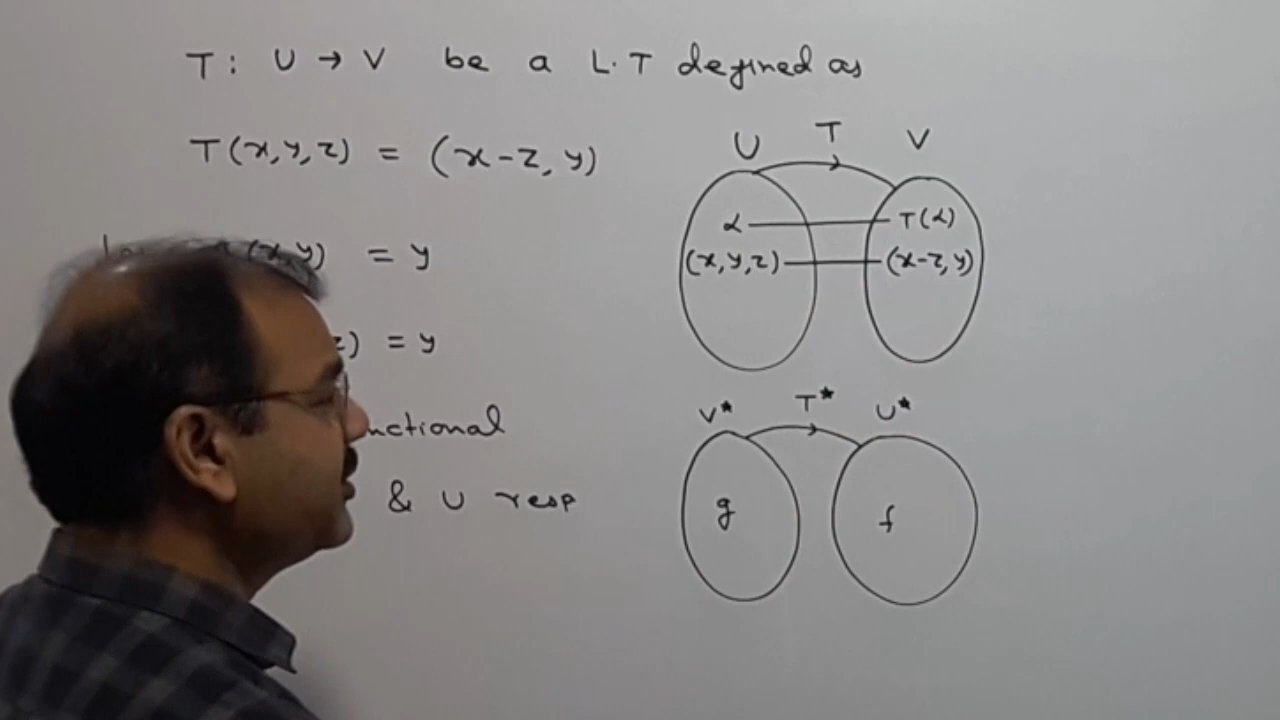 T: U → V be a L.T defined as
T(x,y,z) = (x-z, y)
(x,y) = y
z) = y
nctional
& U resp
U T V
α T(α)
(x,y,z) (x-z,y)
V* T* U*
g f